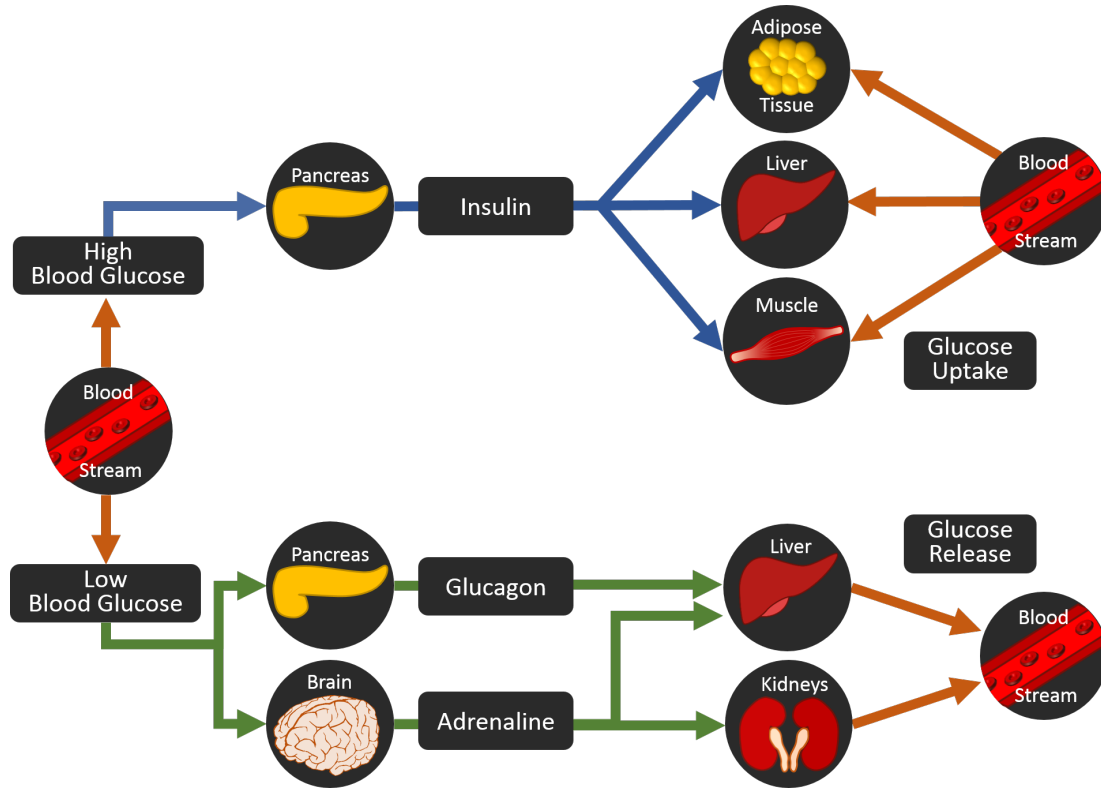 Adipose
Tissue
Pancreas
Insulin
Liver
Blood
Stream
High
Blood Glucose
Muscle
Glucose
Uptake
Blood
Stream
Low
Blood Glucose
Pancreas
Glucagon
Liver
Glucose
Release
Brain
Adrenaline
Kidneys
Blood
Stream